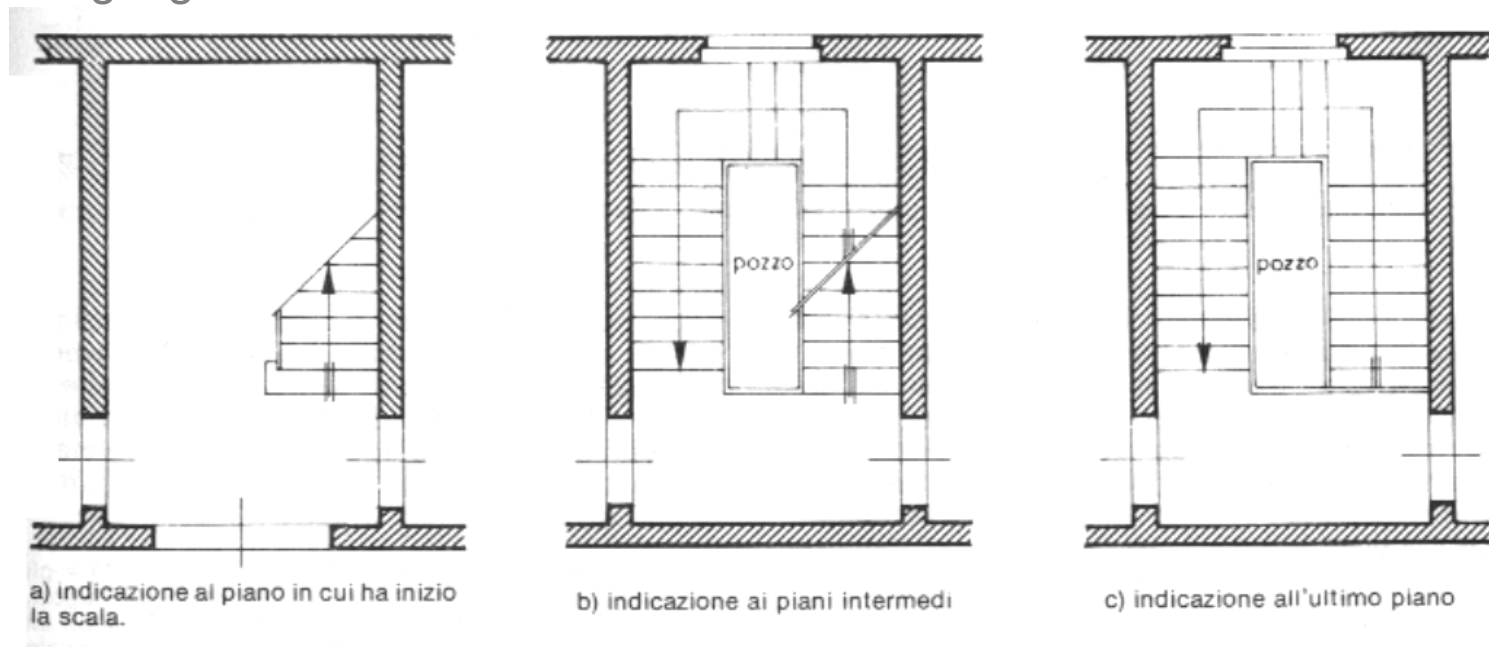 pozzo
pozzo
a) indicazione al piano in cui ha inizio
la scala.
b) indicazione ai piani intermedi
c) indicazione all'ultimo piano